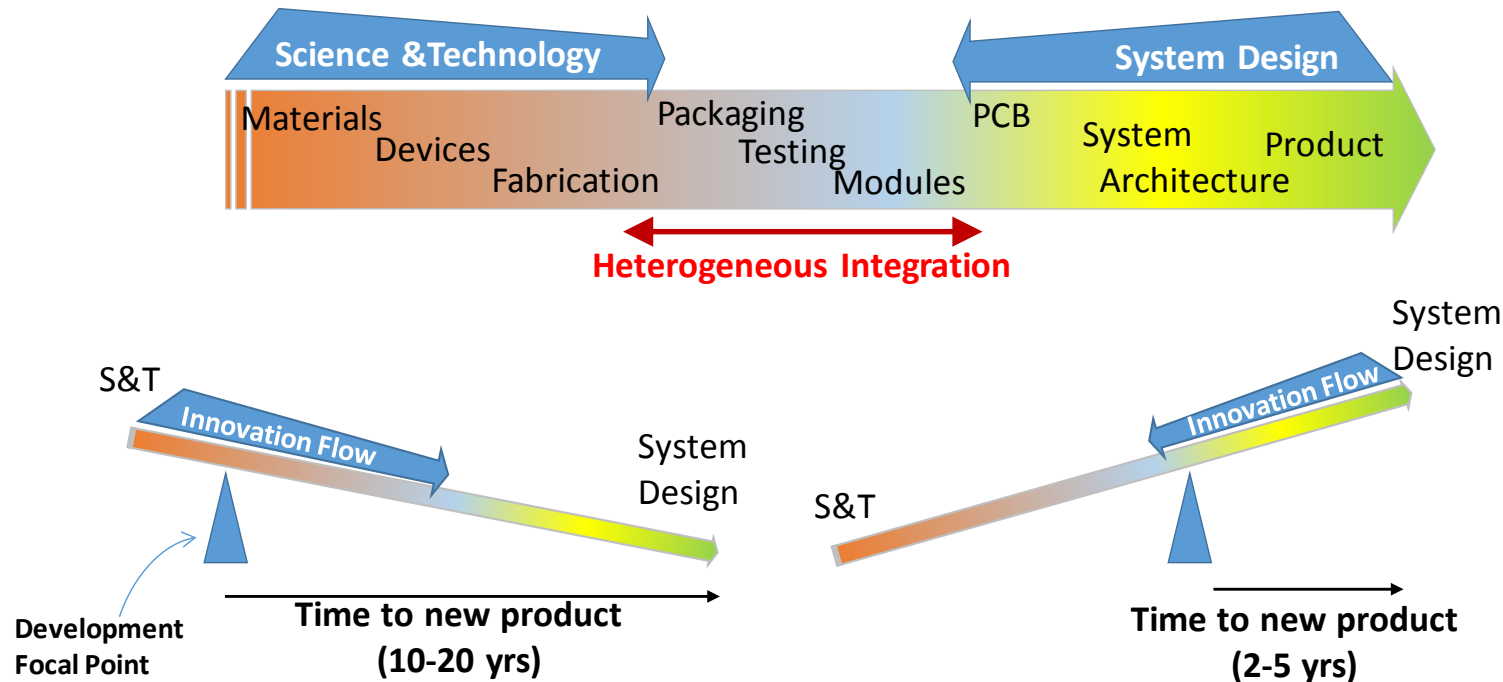 Science &Technology
System Design
Materials
Devices
Fabrication
Packaging
Testing
Modules
PCB
System
Architecture
Product
Heterogeneous Integration
S&T
Innovation Flow
System
Design
Development
Focal Point
Time to new product
(10-20 yrs)
System
Design
Innovation Flow
S&T
Time to new product
(2-5 yrs)